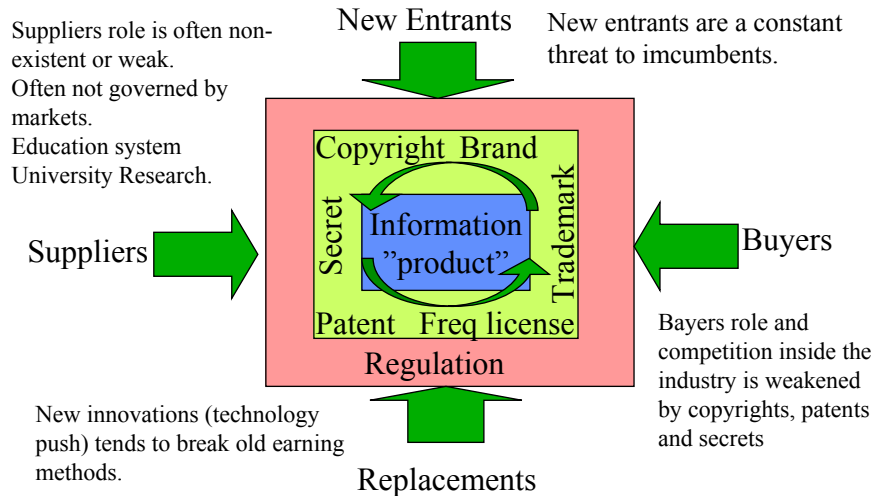 Suppliers role is often non-
existent or weak.
Often not governed by
markets.
Education system
University Research.
New Entrants
New entrants are a constant
threat to imcumbents.
Copyright Brand
Secret
Information
”product”
Trademark
Patent Freq license
Regulation
Suppliers
Buyers
Bayers role and
competition inside the
industry is weakened
by copyrights, patents
and secrets
New innovations (technology
push) tends to break old earning
methods.
Replacements